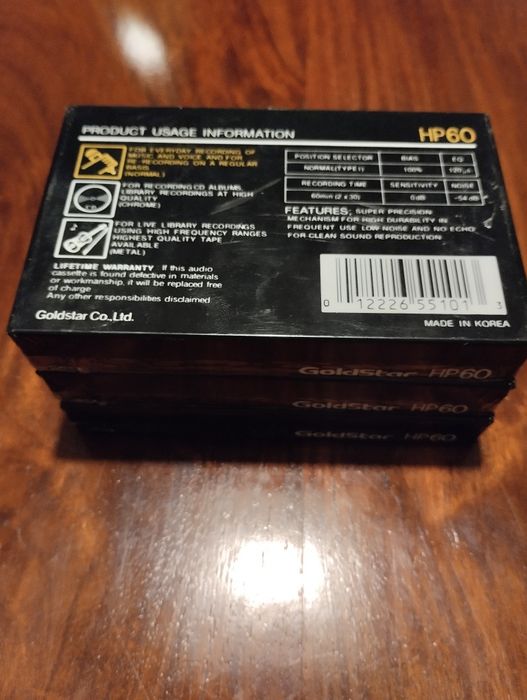 PRODUCT USAGE INFORMATION
HP60
FOR EVERYDAY RECORDING OF
MUSIC AND VOICE AND FOR
RE-RECORDING ON A REGULAR
BASIS
(NORMAL)
FOR RECORDING CD ALBUMS,
LIBRARY RECORDINGS AT HIGH
QUALITY
(CHROME)
FOR LIVE LIBRARY RECORDINGS
USING HIGH FREQUENCY RANGES
HIGHEST QUALITY TAPE
AVAILABLE
(METAL)
LIFETIME WARRANTY If this audio
cassette is found defective in materials
or workmanship, it will be replaced free
of charge
Any other responsibilities disclaimed
Goldstar Co.,Ltd.
POSITION SELECTOR BIAS EQ
NORMAL(TYPE I) 100% 120μs
RECORDING TIME SENSITIVITY NOISE
60min (2 x 30) 0dB -54 dB
FEATURES; SUPER PRECISION
MECHANISM FOR HIGH DURABILITY IN
FREQUENT USE LOW NOISE AND NO ECHO
FOR CLEAN SOUND REPRODUCTION
0 12226 55101 3
MADE IN KOREA
GoldStar HP60
GoldStar HP60
GoldStar HP60